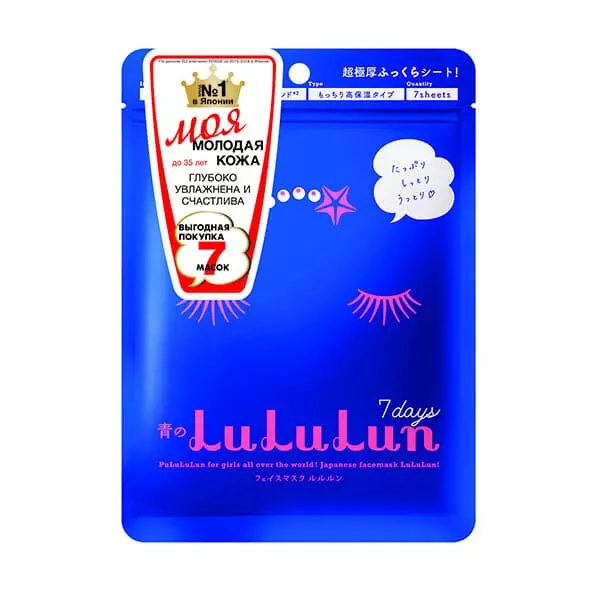 №1
в Японии
моя
МОЛОДАЯ
КОЖА
до 35 лет
ГЛУБОКО
УВЛАЖНЕНА И
СЧАСТЛИВА
ВЫГОДНАЯ
ПОКУПКА
7
МАСОК
超極厚ふっくらシート!
Type
Quantity
ンド*2
もっちり高保湿タイプ
7sheets
たっぷり
しっとり
うっとり♡
7days
青の LuLuLun
PuLuLuLun for girls all over the world! Japanese facemask LuLuLun!
フェイスマスク ルルルン